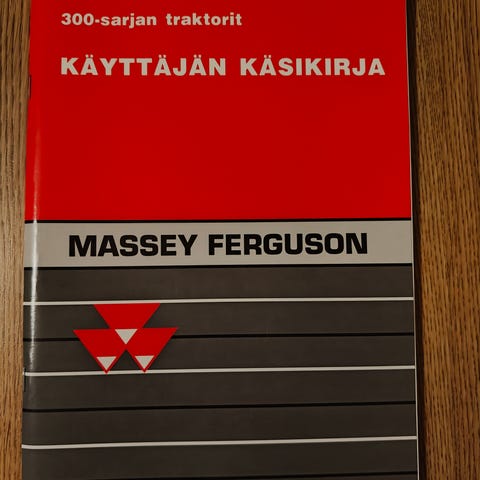 300-sarjan traktorit
KÄYTTÄJÄN KÄSIKIRJA
MASSEY FERGUSON